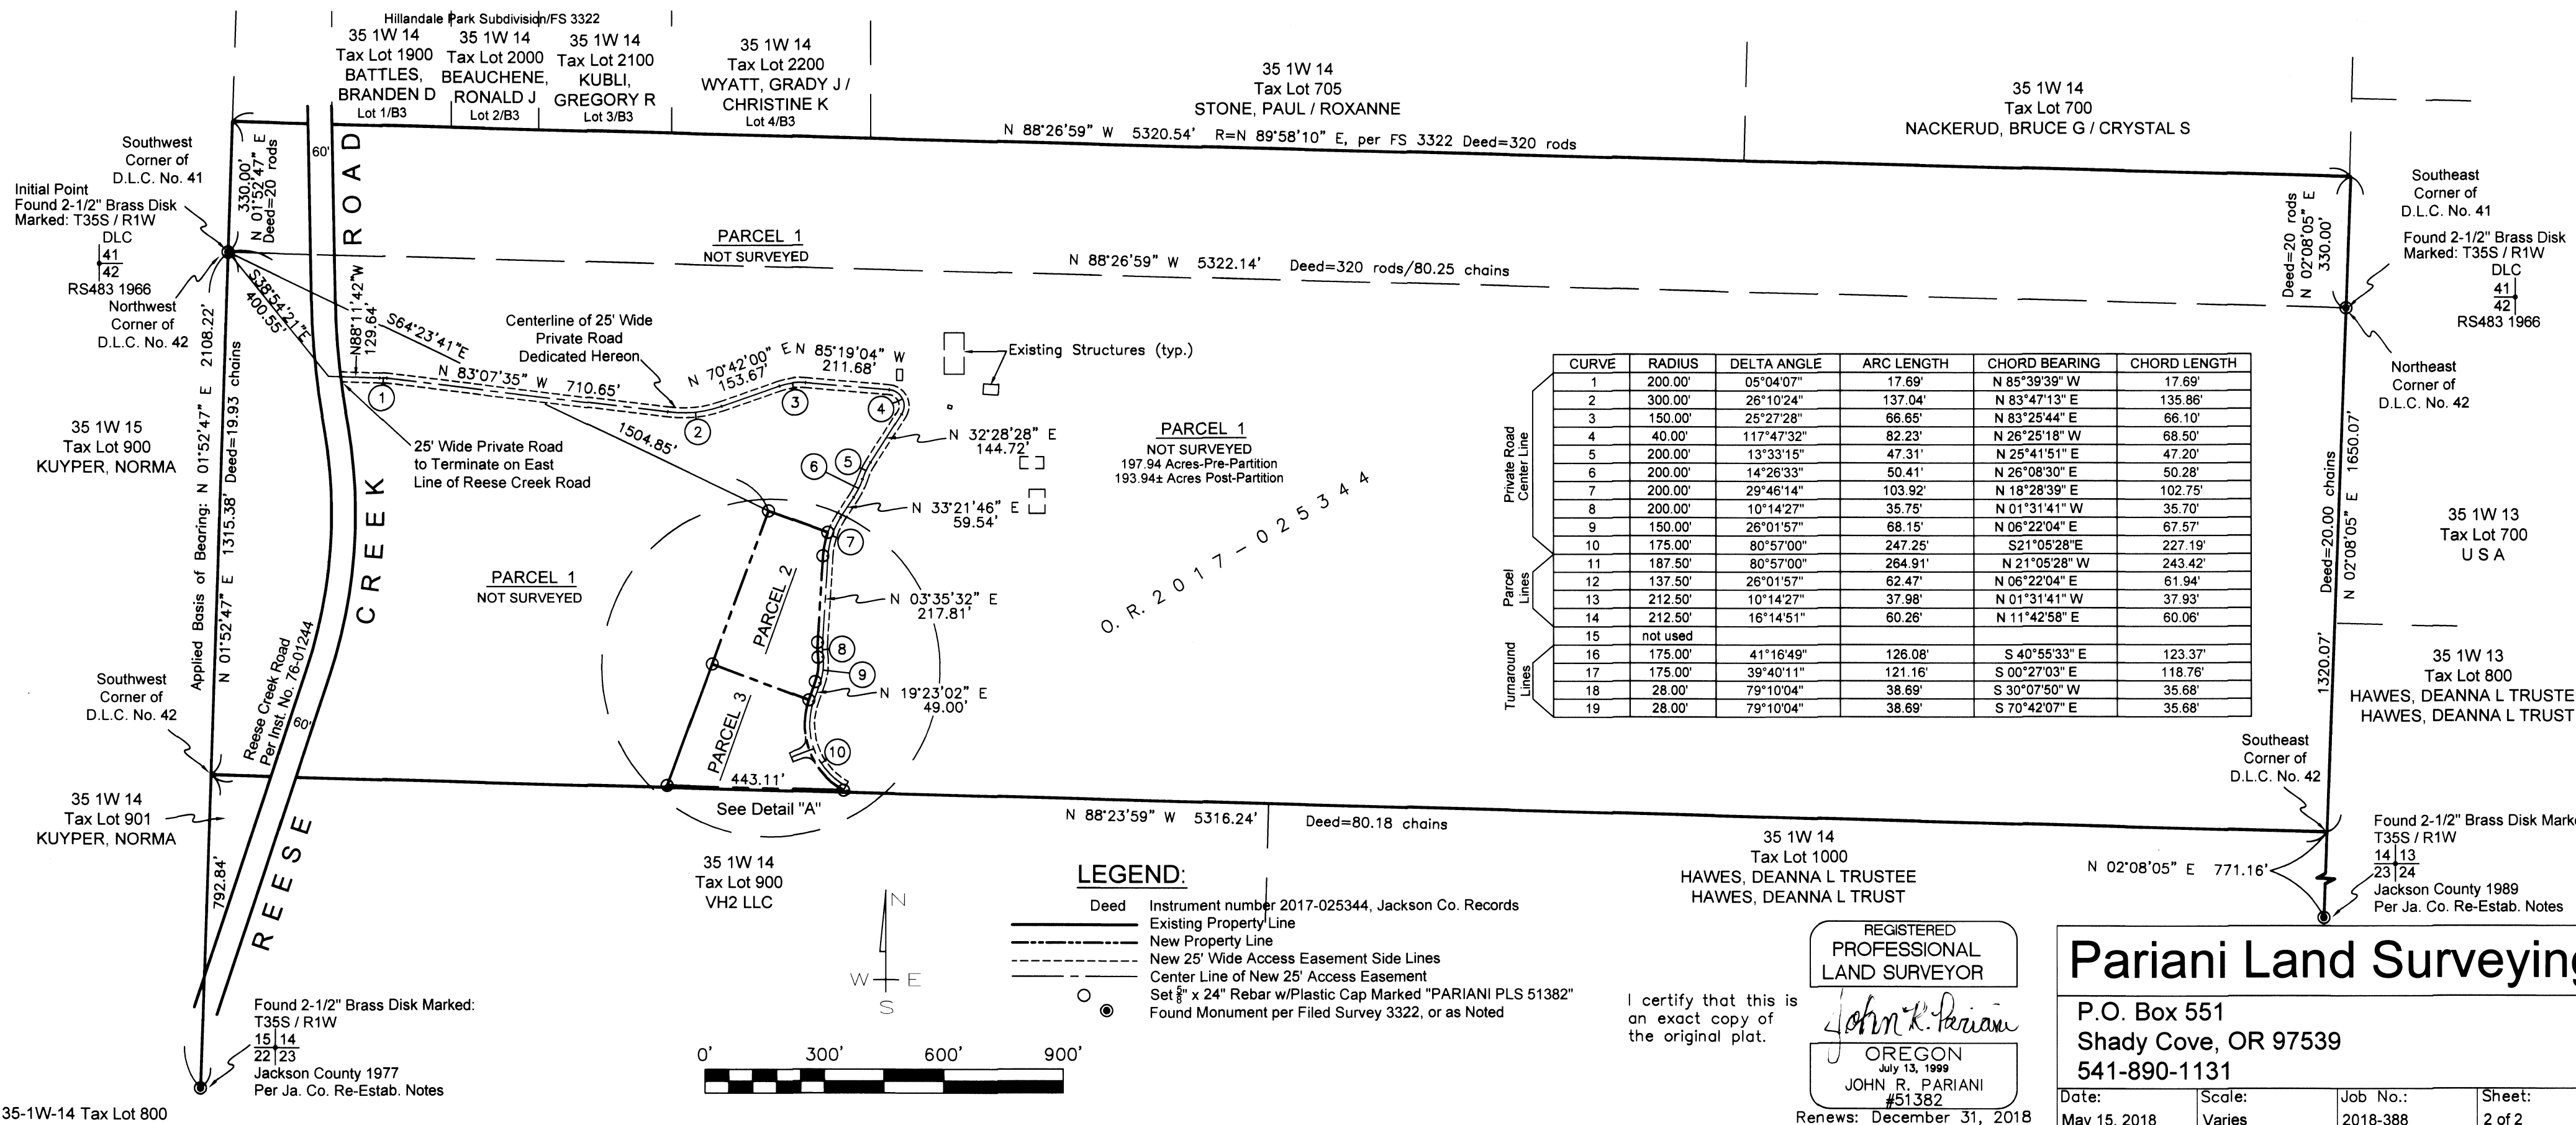 Hillandale Park Subdivision/FS 3322
35 1W 14
Tax Lot 1900
BATTLES,
BRANDEN D
Lot 1/B3
35 1W 14
Tax Lot 2000
BEAUCHENE,
RONALD J
Lot 2/B3
35 1W 14
Tax Lot 2100
KUBLI,
GREGORY R
Lot 3/B3
35 1W 14
Tax Lot 2200
WYATT, GRADY J /
CHRISTINE K
Lot 4/B3
35 1W 14
Tax Lot 705
STONE, PAUL / ROXANNE
35 1W 14
Tax Lot 700
NACKERUD, BRUCE G / CRYSTAL S
N 88°26'59" W 5320.54' R=N 89°58'10" E, per FS 3322 Deed=320 rods
Southwest
Corner of
D.L.C. No. 41
Initial Point
Found 2-1/2" Brass Disk
Marked: T35S / R1W
DLC
41
42
RS483 1966
Northwest
Corner of
D.L.C. No. 42
330.00'
N 01°52'47" E
Deed=20 rods
60'
REESE CREEK ROAD
PARCEL 1
NOT SURVEYED
N 88°26'59" W 5322.14' Deed=320 rods/80.25 chains
Deed=20 rods
N 02°08'05" E
330.00'
Southeast
Corner of
D.L.C. No. 41
Found 2-1/2" Brass Disk
Marked: T35S / R1W
DLC
41
42
RS483 1966
Northeast
Corner of
D.L.C. No. 42
S38°54'21"E
400.55'
N88°11'42"W
129.64'
S64°23'41"E
1504.85'
Centerline of 25' Wide
Private Road
Dedicated Hereon
N 83°07'35" W 710.65'
N 70°42'00" E
153.67'
N 85°19'04" W
211.68'
Existing Structures (typ.)
1
2
3
4
5
6
7
8
9
10
25' Wide Private Road
to Terminate on East
Line of Reese Creek Road
N 32°28'28" E
144.72'
N 33°21'46" E
59.54'
PARCEL 1
NOT SURVEYED
197.94 Acres-Pre-Partition
193.94± Acres Post-Partition
O. R. 2017-025344
35 1W 15
Tax Lot 900
KUYPER, NORMA
Applied Basis of Bearing: N 01°52'47" E 2108.22'
N 01°52'47" E 1315.38' Deed=19.93 chains
PARCEL 1
NOT SURVEYED
PARCEL 2
PARCEL 3
N 03°35'32" E
217.81'
N 19°23'02" E
49.00'
443.11'
See Detail "A"
Reese Creek Road
Per Inst. No. 76-01244
60'
Southwest
Corner of
D.L.C. No. 42
35 1W 14
Tax Lot 901
KUYPER, NORMA
792.84'
CURVE RADIUS DELTA ANGLE ARC LENGTH CHORD BEARING CHORD LENGTH
Private Road
Center Line
1 200.00' 05°04'07" 17.69' N 85°39'39" W 17.69'
2 300.00' 26°10'24" 137.04' N 83°47'13" E 135.86'
3 150.00' 25°27'28" 66.65' N 83°25'44" E 66.10'
4 40.00' 117°47'32" 82.23' N 26°25'18" W 68.50'
5 200.00' 13°33'15" 47.31' N 25°41'51" E 47.20'
6 200.00' 14°26'33" 50.41' N 26°08'30" E 50.28'
7 200.00' 29°46'14" 103.92' N 18°28'39" E 102.75'
8 200.00' 10°14'27" 35.75' N 01°31'41" W 35.70'
9 150.00' 26°01'57" 68.15' N 06°22'04" E 67.57'
10 175.00' 80°57'00" 247.25' S21°05'28"E 227.19'
Parcel
Lines
11 187.50' 80°57'00" 264.91' N 21°05'28" W 243.42'
12 137.50' 26°01'57" 62.47' N 06°22'04" E 61.94'
13 212.50' 10°14'27" 37.98' N 01°31'41" W 37.93'
14 212.50' 16°14'51" 60.26' N 11°42'58" E 60.06'
15 not used
Turnaround
Lines
16 175.00' 41°16'49" 126.08' S 40°55'33" E 123.37'
17 175.00' 39°40'11" 121.16' S 00°27'03" E 118.76'
18 28.00' 79°10'04" 38.69' S 30°07'50" W 35.68'
19 28.00' 79°10'04" 38.69' S 70°42'07" E 35.68'
Deed=20.00 chains
1320.07'
N 02°08'05" E 1650.07'
35 1W 13
Tax Lot 700
U S A
35 1W 13
Tax Lot 800
HAWES, DEANNA L TRUSTE
HAWES, DEANNA L TRUST
Southeast
Corner of
D.L.C. No. 42
N 88°23'59" W 5316.24' Deed=80.18 chains
35 1W 14
Tax Lot 900
VH2 LLC
35 1W 14
Tax Lot 1000
HAWES, DEANNA L TRUSTEE
HAWES, DEANNA L TRUST
N 02°08'05" E 771.16'
Found 2-1/2" Brass Disk Marke
T35S / R1W
14 13
23 24
Jackson County 1989
Per Ja. Co. Re-Estab. Notes
N
W E
S
LEGEND:
Deed Instrument number 2017-025344, Jackson Co. Records
Existing Property Line
New Property Line
New 25' Wide Access Easement Side Lines
Center Line of New 25' Access Easement
Set 5/8" x 24" Rebar w/Plastic Cap Marked "PARIANI PLS 51382"
Found Monument per Filed Survey 3322, or as Noted
0' 300' 600' 900'
Found 2-1/2" Brass Disk Marked:
T35S / R1W
15 14
22 23
Jackson County 1977
Per Ja. Co. Re-Estab. Notes
35-1W-14 Tax Lot 800
I certify that this is
an exact copy of
the original plat.
REGISTERED
PROFESSIONAL
LAND SURVEYOR
John R. Pariani
OREGON
July 13, 1999
JOHN R. PARIANI
#51382
Renews: December 31, 2018
Pariani Land Surveying
P.O. Box 551
Shady Cove, OR 97539
541-890-1131
Date: Scale: Job No.: Sheet:
May 15, 2018 Varies 2018-388 2 of 2